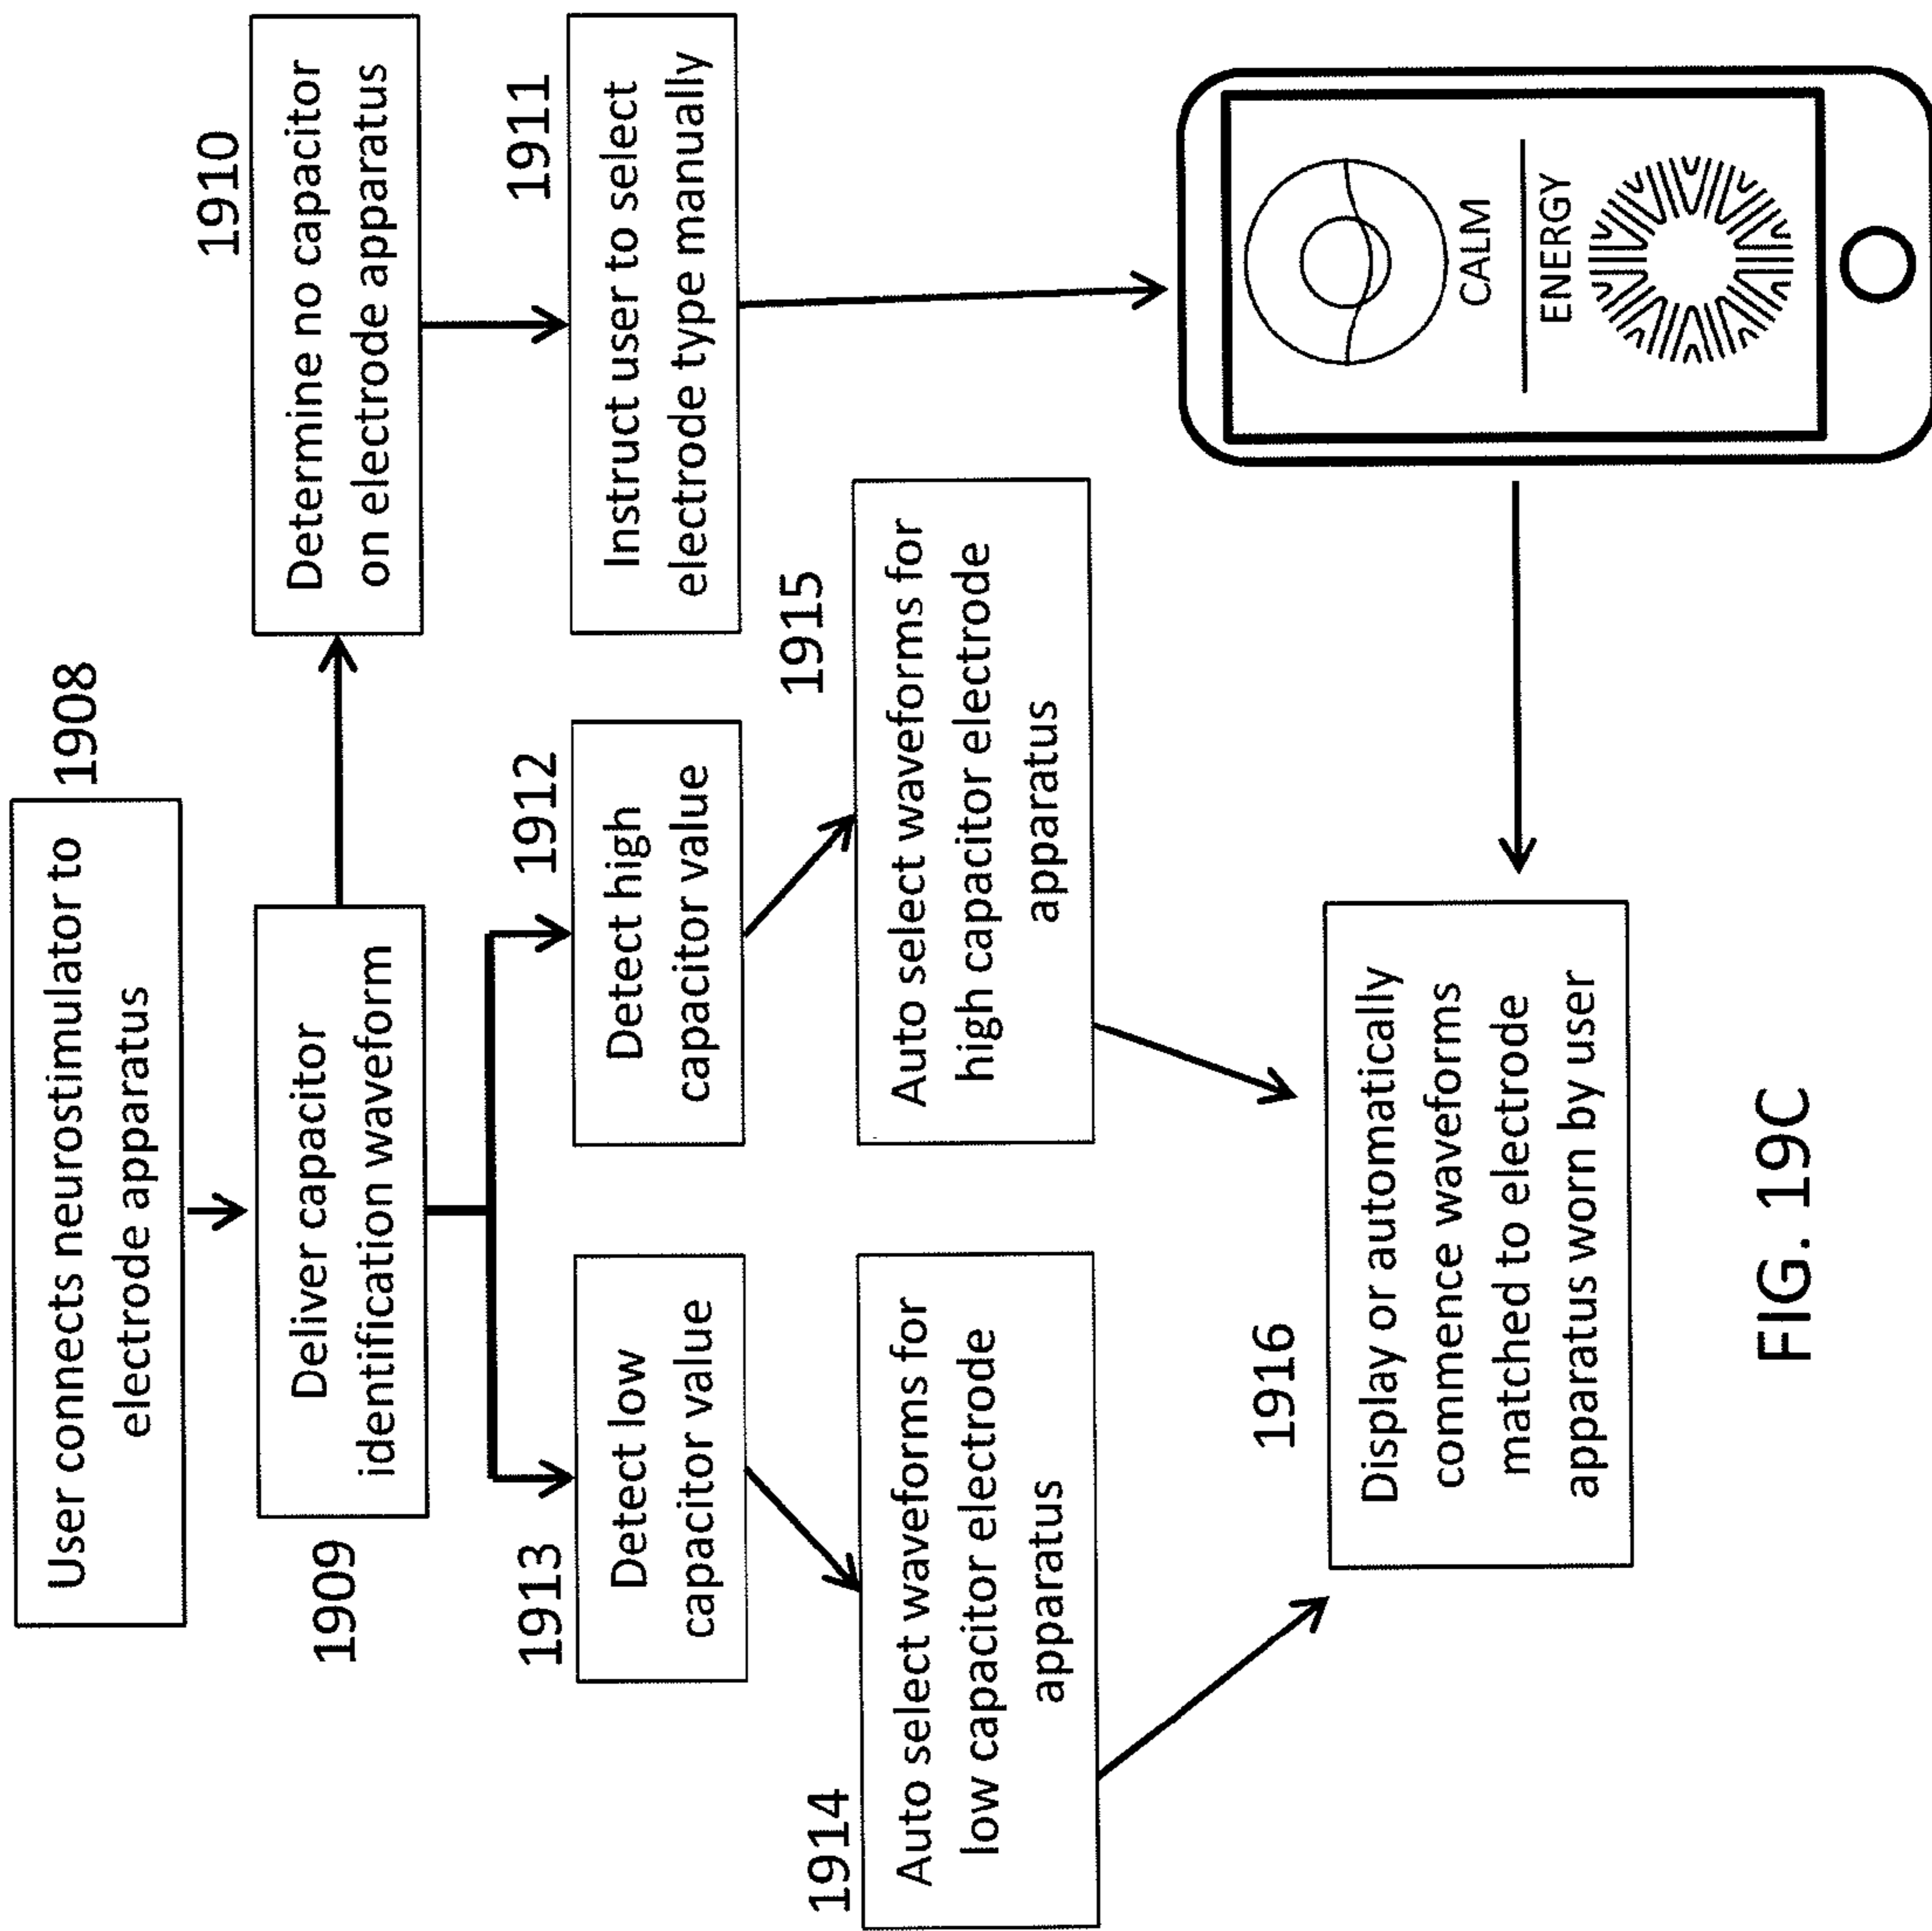 User connects neurostimulator to
electrode apparatus
1908
Deliver capacitor
identification waveform
1909
Determine no capacitor
on electrode apparatus
1910
Instruct user to select
electrode type manually
1911
Detect low
capacitor value
1913
Detect high
capacitor value
1912
Auto select waveforms for
low capacitor electrode
apparatus
1914
Auto select waveforms for
high capacitor electrode
apparatus
1915
CALM
ENERGY
Display or automatically
commence waveforms
matched to electrode
apparatus worn by user
1916
FIG. 19C